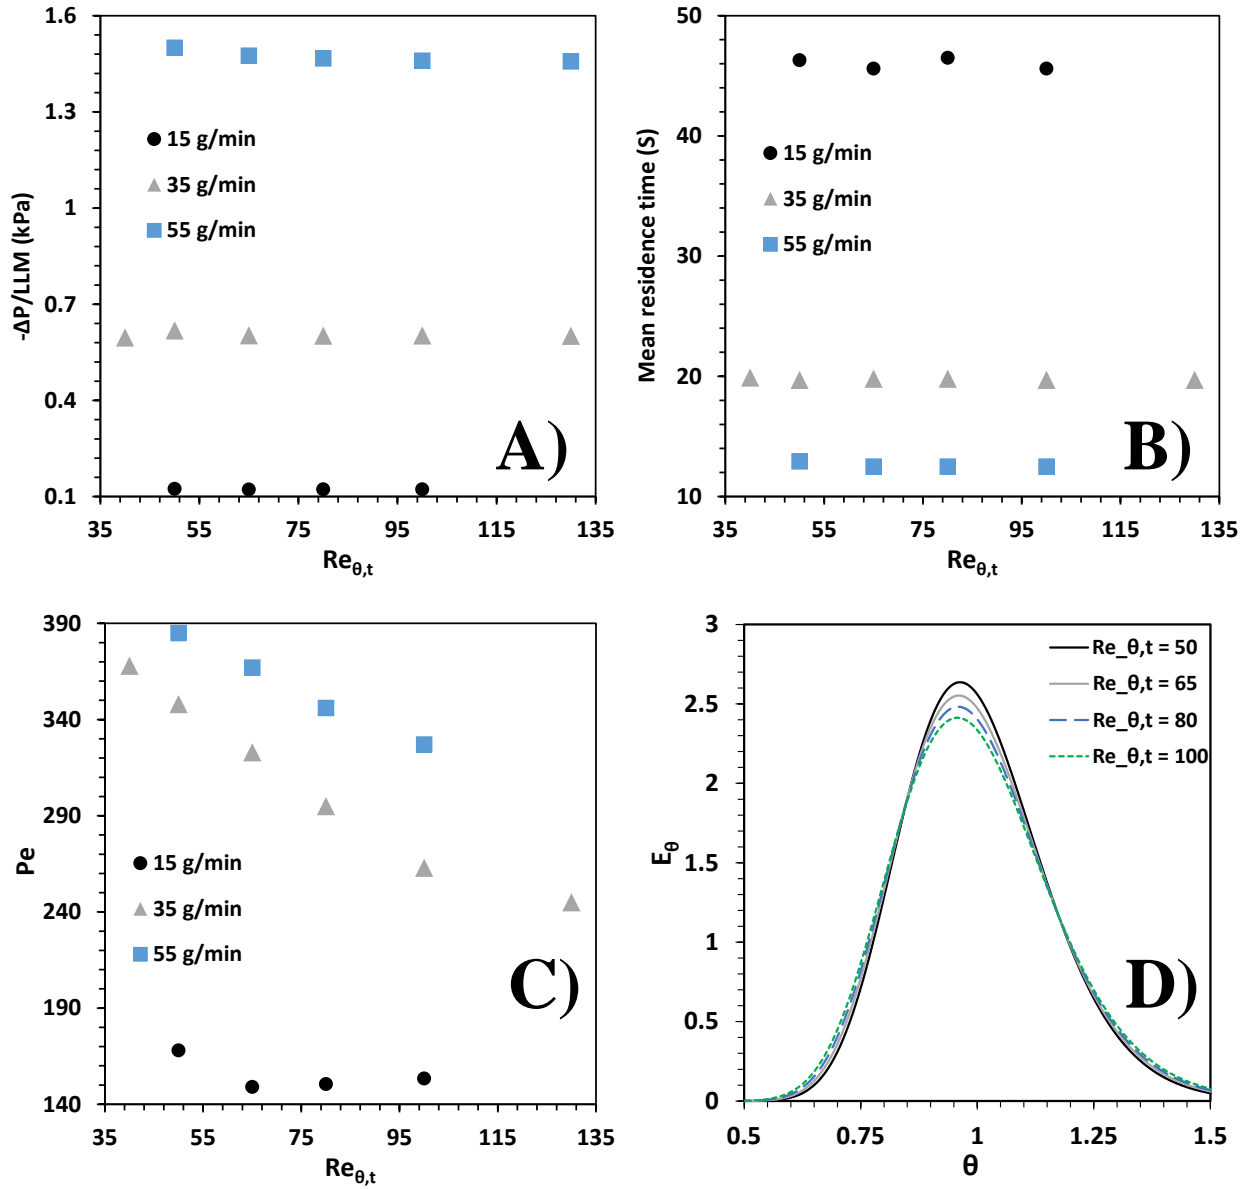 1.6
1.3
1
0.7
0.4
0.1
-ΔP/LLM (kPa)
15 g/min
35 g/min
55 g/min
A)
35 55 75 95 115 135
Reθ,t
50
40
30
20
10
Mean residence time (S)
15 g/min
35 g/min
55 g/min
B)
35 55 75 95 115 135
Reθ,t
390
340
290
240
190
140
Pe
15 g/min
35 g/min
55 g/min
C)
35 55 75 95 115 135
Reθ,t
3
2.5
2
1.5
1
0.5
0
Eθ
Re_θ,t = 50
Re_θ,t = 65
Re_θ,t = 80
Re_θ,t = 100
D)
0.5 0.75 1 1.25 1.5
θ